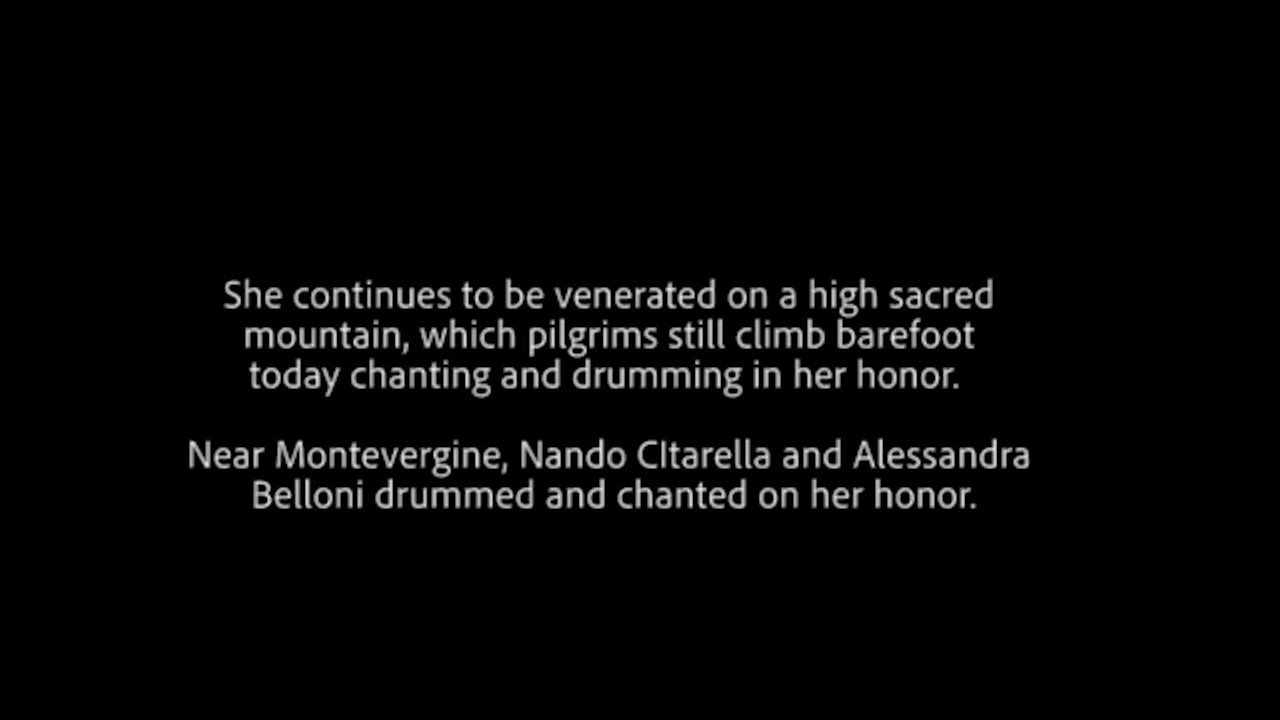 She continues to be venerated on a high sacred
mountain, which pilgrims still climb barefoot
today chanting and drumming in her honor.
Near Montevergine, Nando CItarella and Alessandra
Belloni drummed and chanted on her honor.